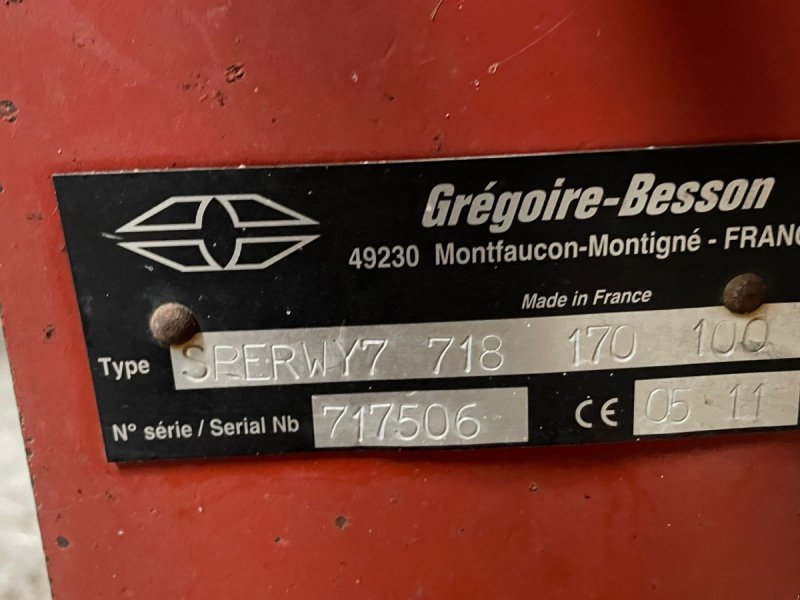 Grégoire-Besson
49230 Montfaucon-Montigné - FRANC
Made in France
Type SPERWY7 718 170 100
N° série / Serial Nb 717506 CE 05 11